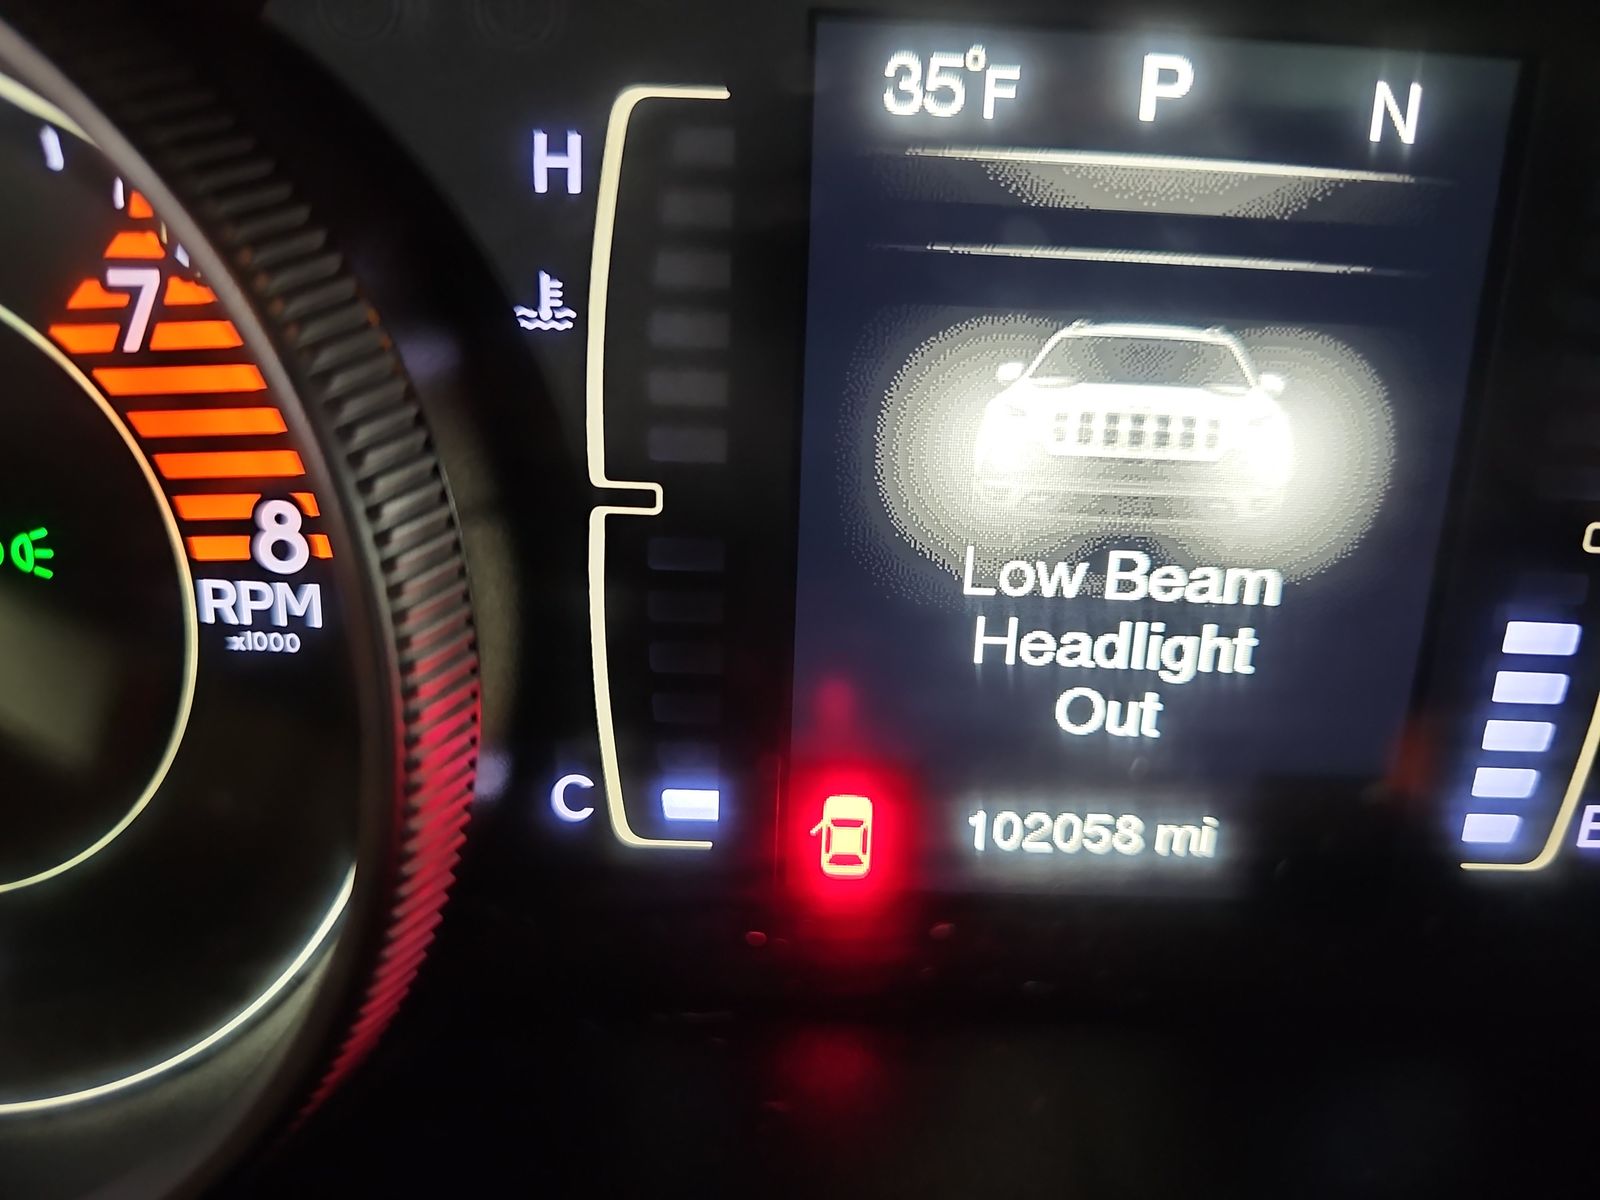 35°F P N
H
7
8
RPM
x1000
Low Beam
Headlight
Out
C
102058 mi
E